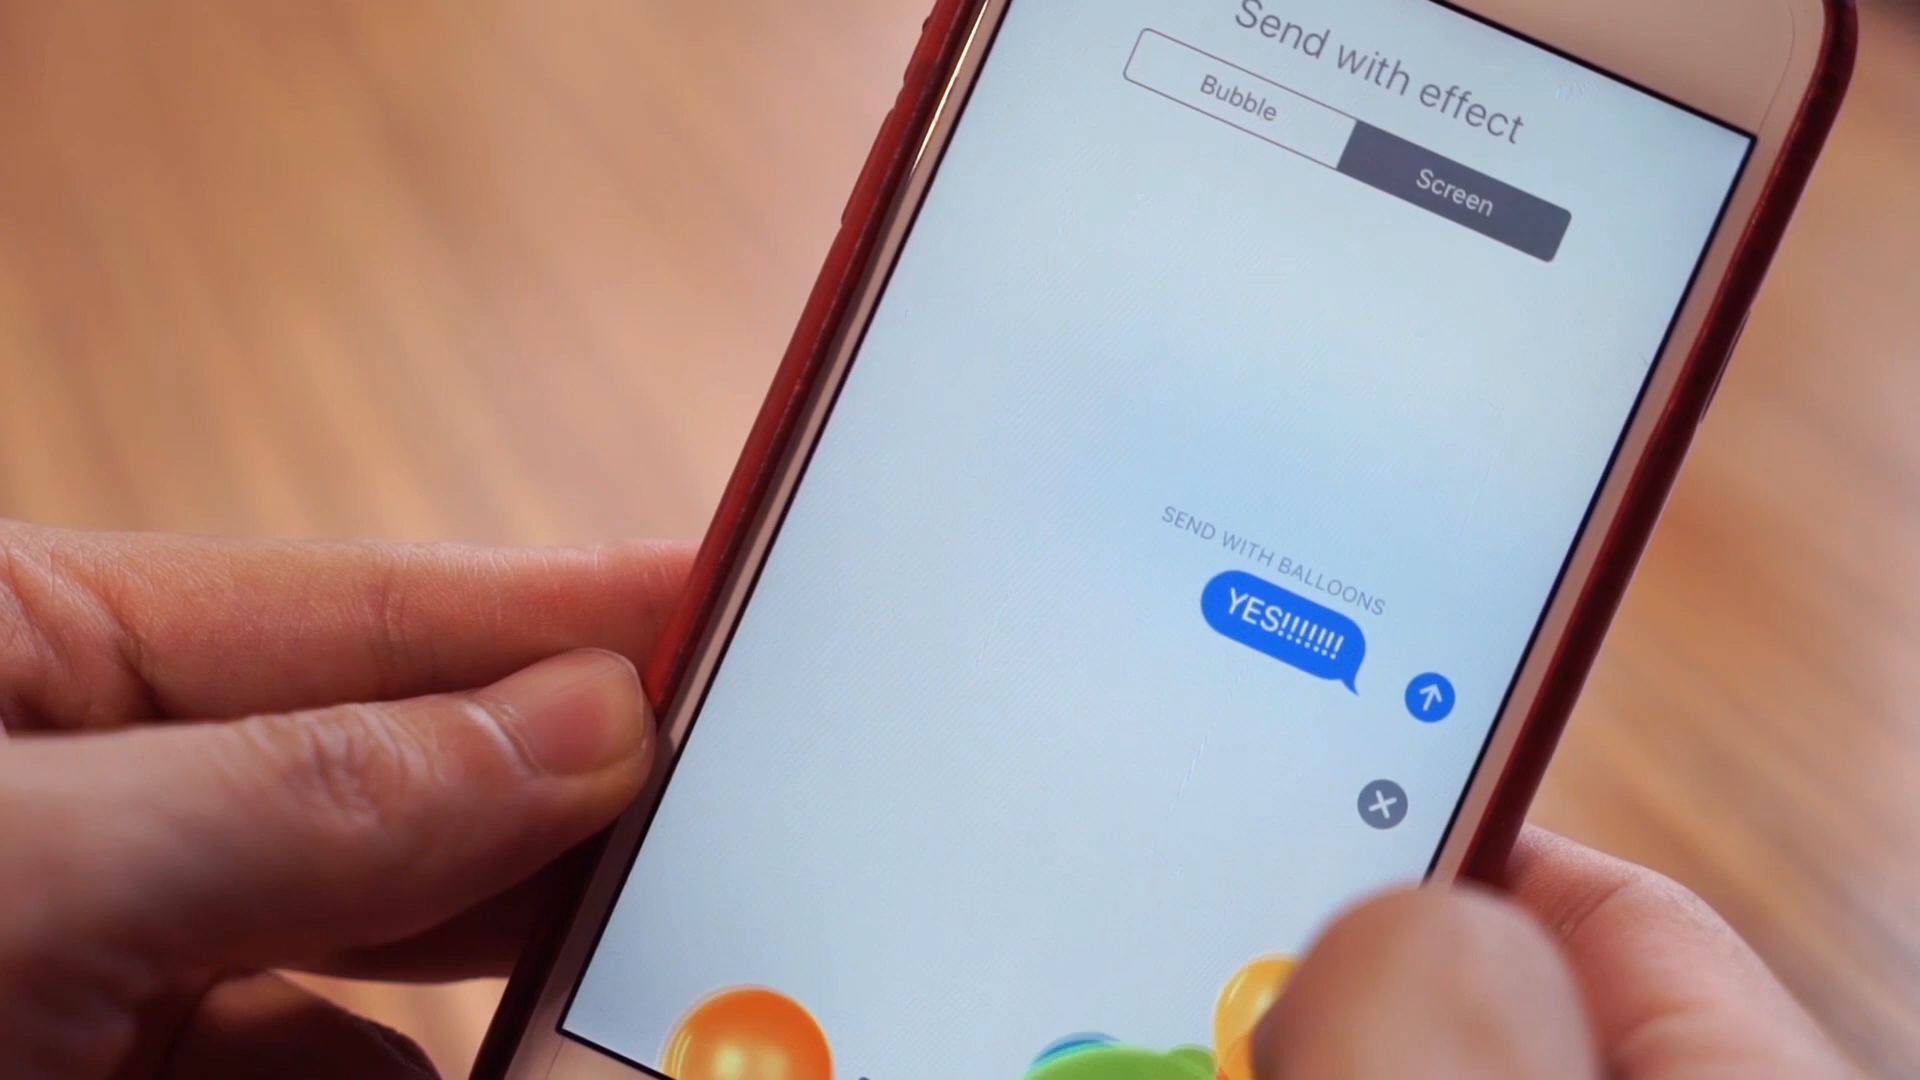 Send with effect
Bubble
Screen
SEND WITH BALLOONS
YES!!!!!!!